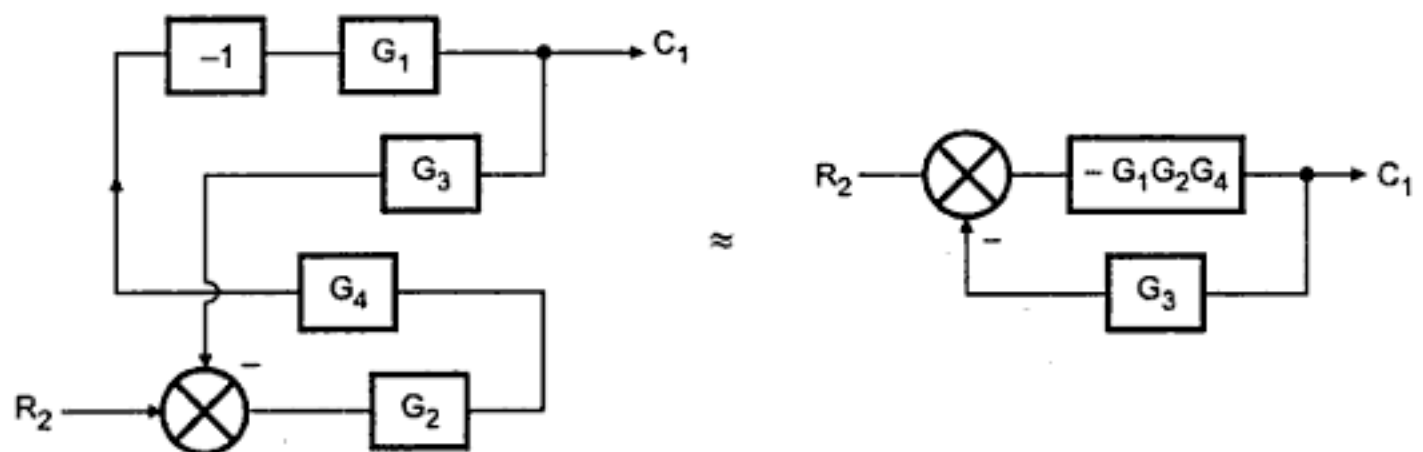 –1
G₁
C₁
G₃
G₄
–
R₂
G₂
≈
R₂
– G₁G₂G₄
C₁
–
G₃